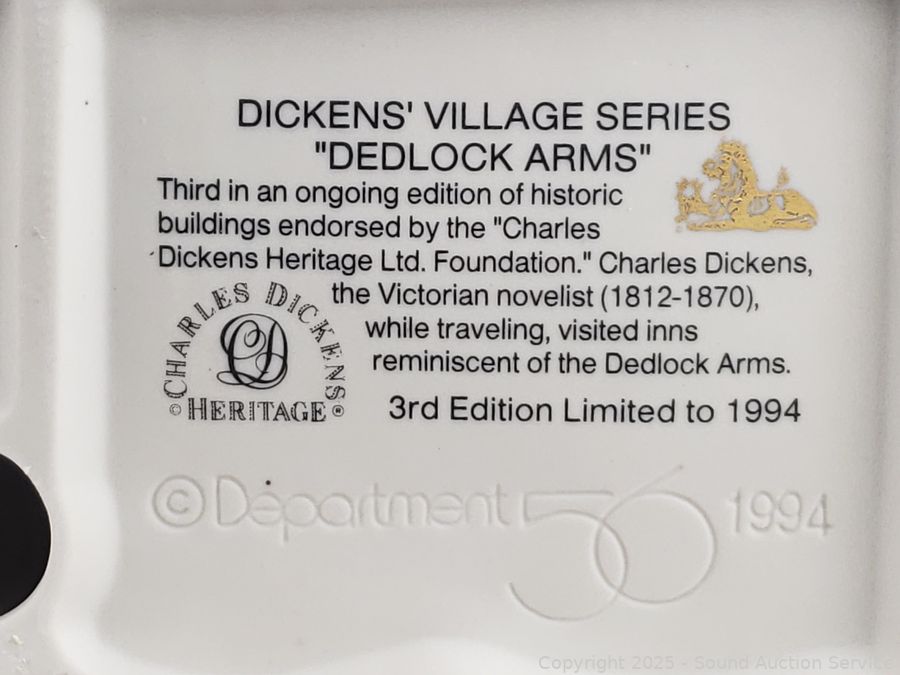 DICKENS' VILLAGE SERIES
"DEDLOCK ARMS"
Third in an ongoing edition of historic
buildings endorsed by the "Charles
Dickens Heritage Ltd. Foundation." Charles Dickens,
the Victorian novelist (1812-1870),
while traveling, visited inns
reminiscent of the Dedlock Arms.
CHARLES DICKENS
CD
© HERITAGE ®
3rd Edition Limited to 1994
© Department 56 1994
Copyright 2025 - Sound Auction Service